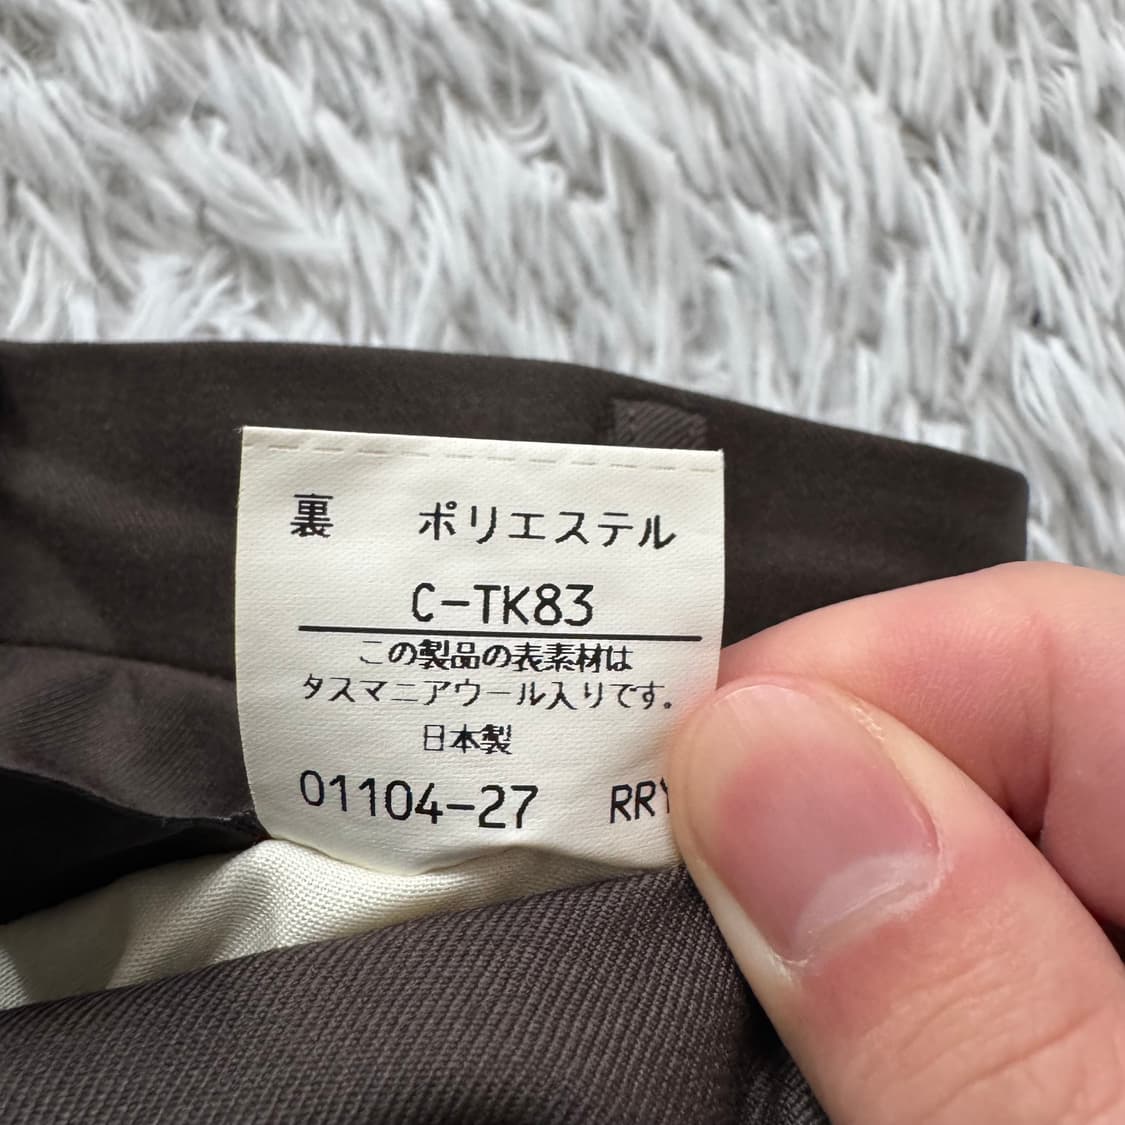 裏 ポリエステル
C-TK83
この製品の表素材は
タスマニアウール入りです。
日本製
01104-27 RRY